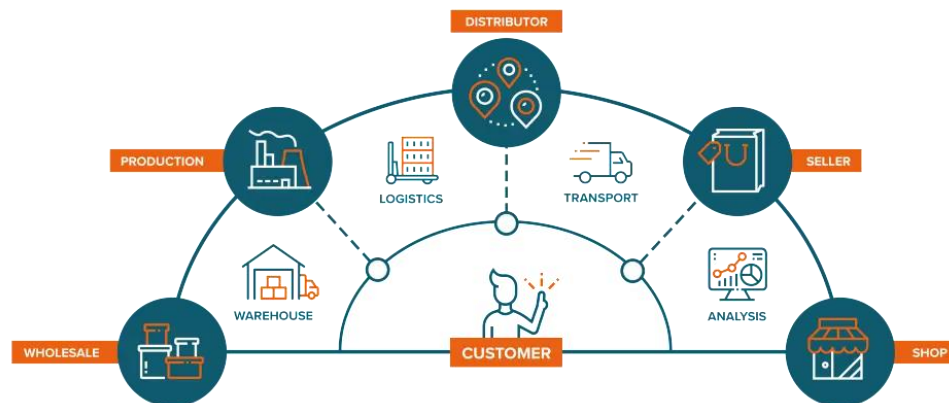 DISTRIBUTOR
PRODUCTION
SELLER
LOGISTICS
TRANSPORT
WAREHOUSE
ANALYSIS
WHOLESALE
CUSTOMER
SHOP